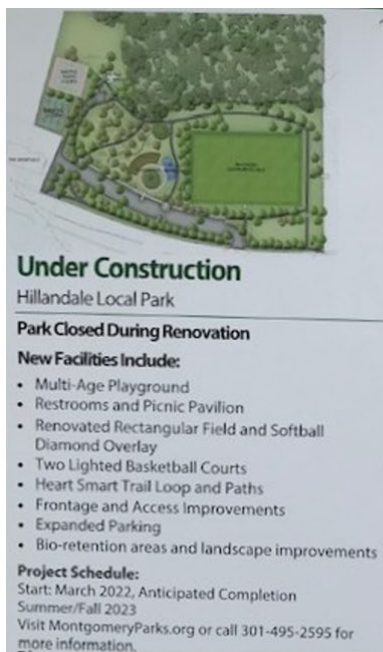 Under Construction
Hillandale Local Park
Park Closed During Renovation
New Facilities Include:
• Multi-Age Playground
• Restrooms and Picnic Pavilion
• Renovated Rectangular Field and Softball
Diamond Overlay
• Two Lighted Basketball Courts
• Heart Smart Trail Loop and Paths
• Frontage and Access Improvements
• Expanded Parking
• Bio-retention areas and landscape improvements
Project Schedule:
Start: March 2022, Anticipated Completion
Summer/Fall 2023
Visit MontgomeryParks.org or call 301-495-2595 for
more information.